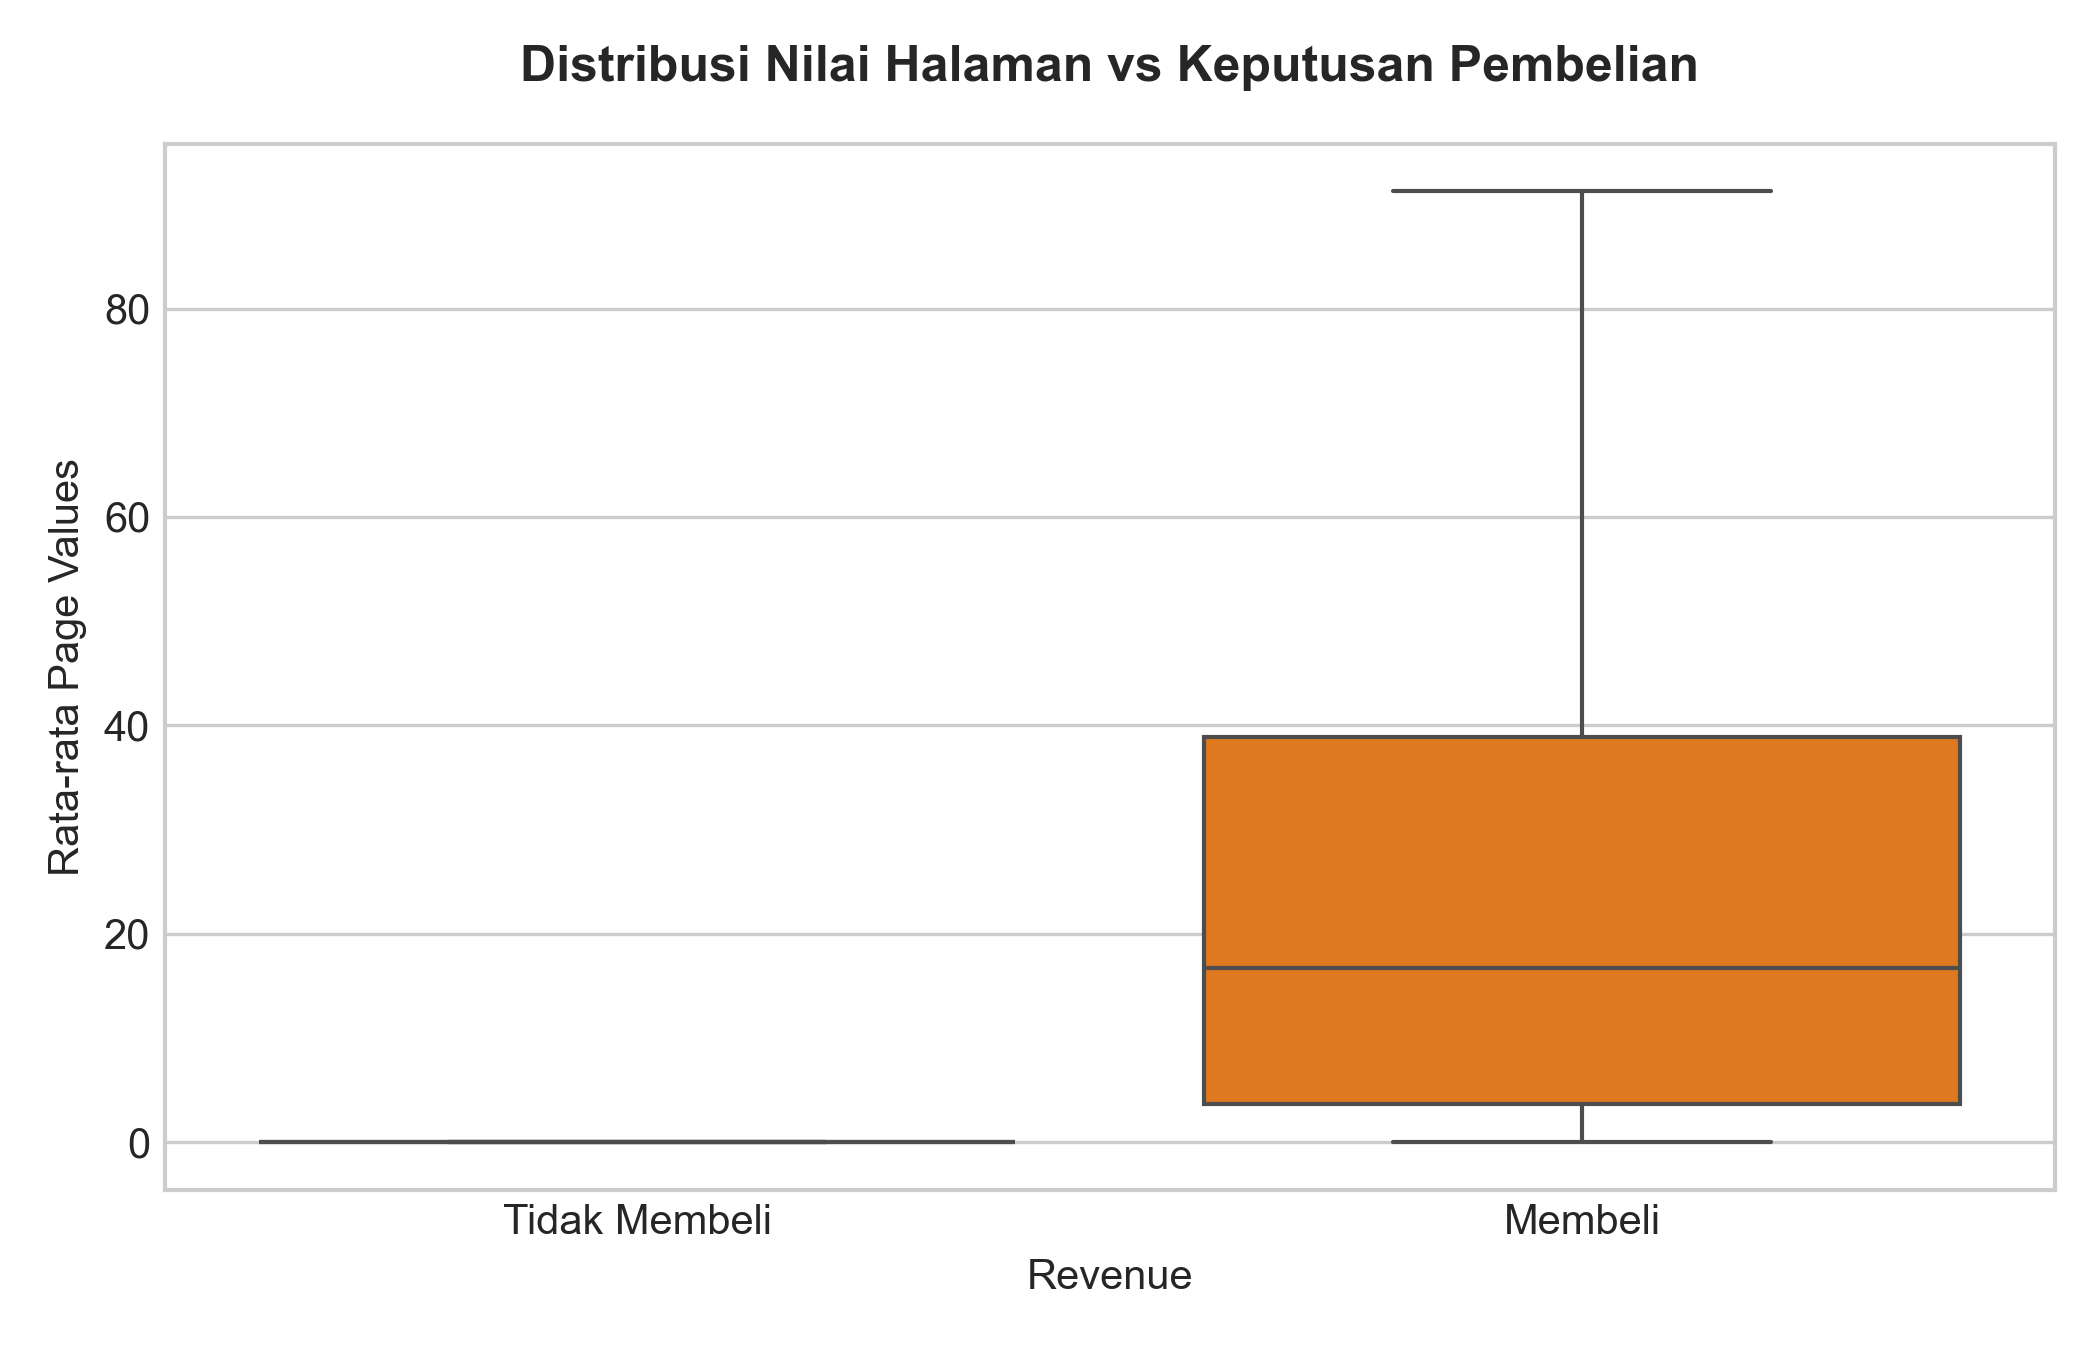 Distribusi Nilai Halaman vs Keputusan Pembelian
Rata-rata Page Values
80
60
40
20
0
Tidak Membeli
Membeli
Revenue